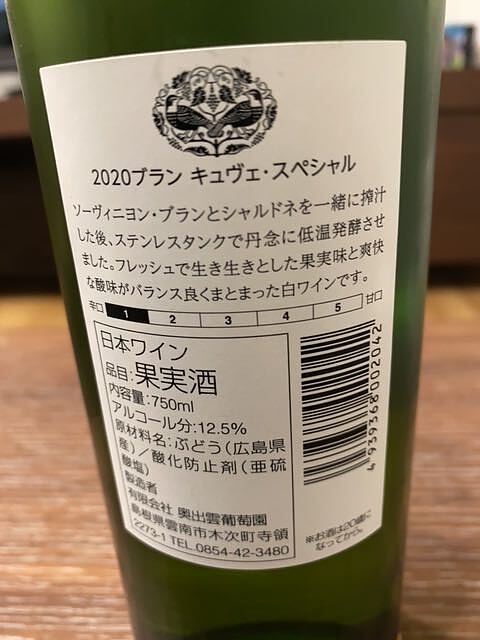 2020ブラン キュヴェ・スペシャル
ソーヴィニヨン・ブランとシャルドネを一緒に搾汁
した後、ステンレスタンクで丹念に低温発酵させ
ました。フレッシュで生き生きとした果実味と爽快
な酸味がバランス良くまとまった白ワインです。
辛口 1 2 3 4 5 甘口
日本ワイン
品目:果実酒
内容量:750ml
アルコール分:12.5%
原材料名:ぶどう(広島県
産)／酸化防止剤(亜硫
酸塩)
製造者
有限会社 奥出雲葡萄園
島根県雲南市木次町寺領
2273-1 TEL.0854-42-3480
4 939368 002042
※お酒は20歳に
なってから。